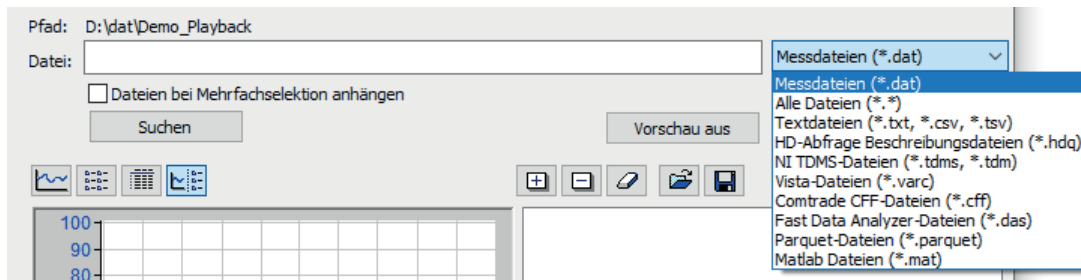 Pfad: D:\dat\Demo_Playback
Datei:
Messdateien (*.dat)
Dateien bei Mehrfachselektion anhängen
Suchen
Vorschau aus
Messdateien (*.dat)
Alle Dateien (*.*)
Textdateien (*.txt, *.csv, *.tsv)
HD-Abfrage Beschreibungsdateien (*.hdq)
NI TDMS-Dateien (*.tdms, *.tdm)
Vista-Dateien (*.varc)
Comtrade CFF-Dateien (*.cff)
Fast Data Analyzer-Dateien (*.das)
Parquet-Dateien (*.parquet)
Matlab Dateien (*.mat)
100
90
80